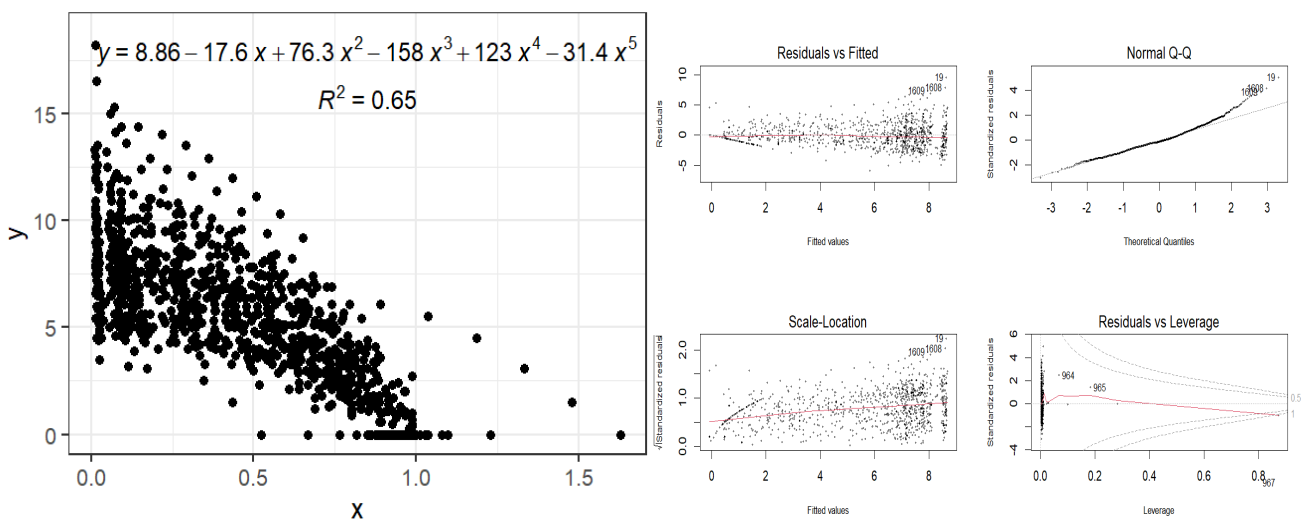 y = 8.86 − 17.6 x + 76.3 x² − 158 x³ + 123 x⁴ − 31.4 x⁵
R² = 0.65
15
10
5
0
y
0.0 0.5 1.0 1.5
x
Residuals vs Fitted
10
5
0
-5
Residuals
19
1609 1608
0 2 4 6 8
Fitted values
Normal Q-Q
4
2
0
-2
Standardized residuals
19
1608
1609
-3 -2 -1 0 1 2 3
Theoretical Quantiles
Scale-Location
2.0
1.0
0.0
√|Standardized residuals|
19
1609 1608
0 2 4 6 8
Fitted values
Residuals vs Leverage
6
4
2
0
-4
Standardized residuals
964
965
967
0.5
1
0.0 0.2 0.4 0.6 0.8
Leverage